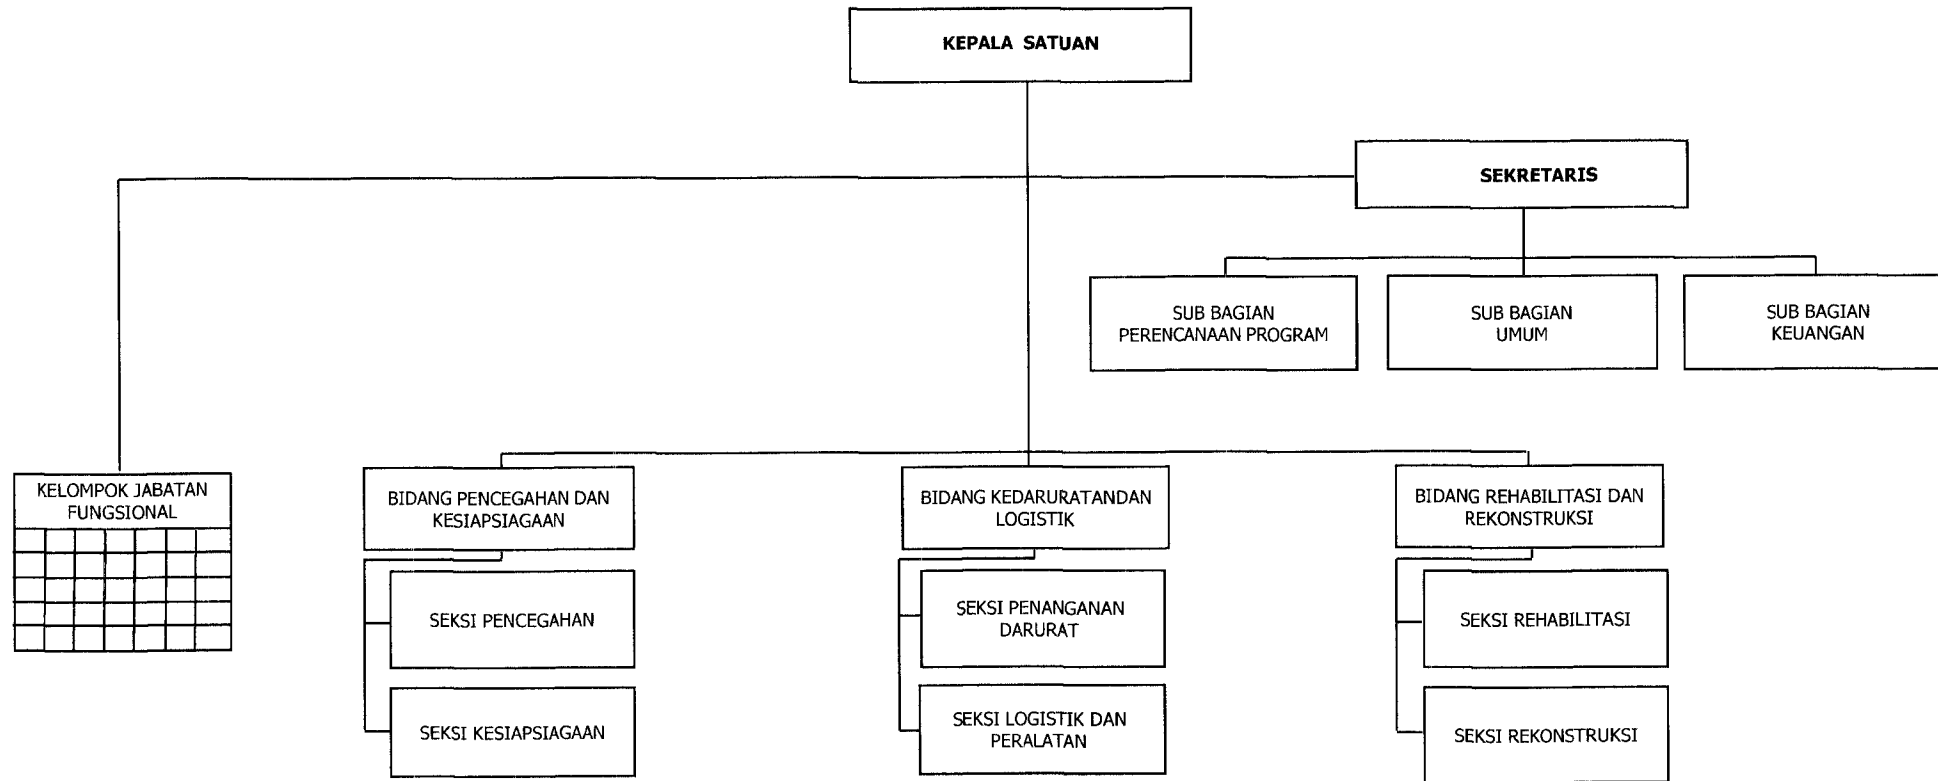 KEPALA SATUAN
SEKRETARIS
SUB BAGIAN
PERENCANAAN PROGRAM
SUB BAGIAN
UMUM
SUB BAGIAN
KEUANGAN
KELOMPOK JABATAN
FUNGSIONAL
BIDANG PENCEGAHAN DAN
KESIAPSIAGAAN
BIDANG KEDARURATANDAN
LOGISTIK
BIDANG REHABILITASI DAN
REKONSTRUKSI
SEKSI PENCEGAHAN
SEKSI PENANGANAN
DARURAT
SEKSI REHABILITASI
SEKSI KESIAPSIAGAAN
SEKSI LOGISTIK DAN
PERALATAN
SEKSI REKONSTRUKSI